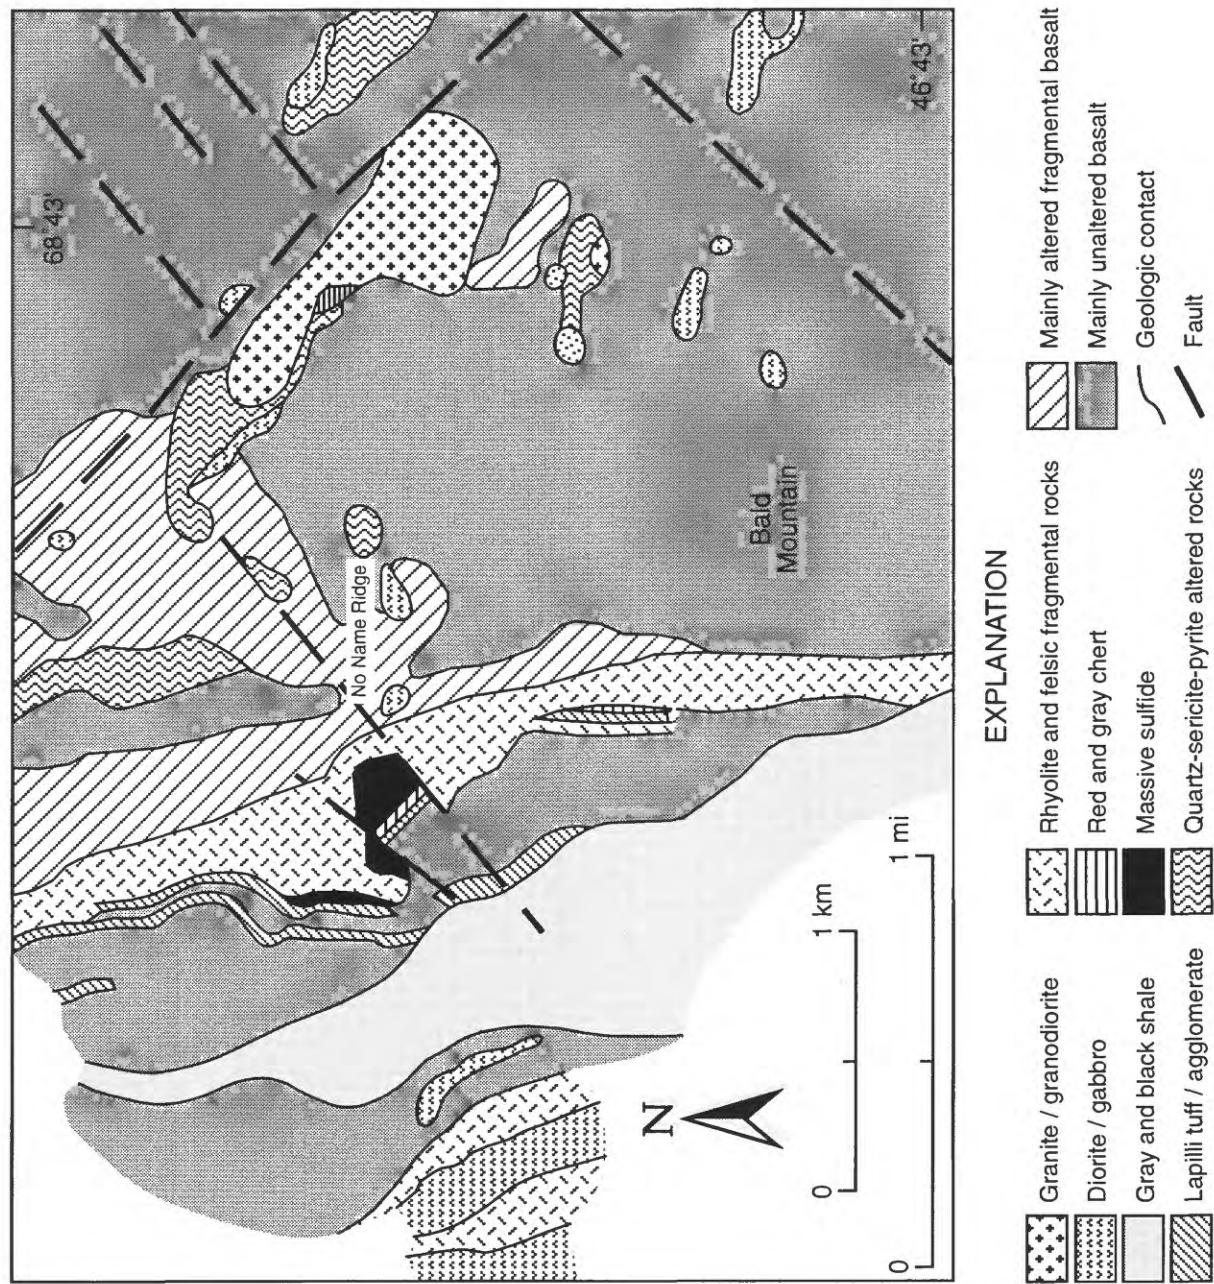 68°43'
46°43'
No Name Ridge
Bald
Mountain
N
0
1 km
0
1 mi
EXPLANATION
Granite / granodiorite
Diorite / gabbro
Gray and black shale
Lapilli tuff / agglomerate
Rhyolite and felsic fragmental rocks
Red and gray chert
Massive sulfide
Quartz-sericite-pyrite altered rocks
Mainly altered fragmental basalt
Mainly unaltered basalt
Geologic contact
Fault